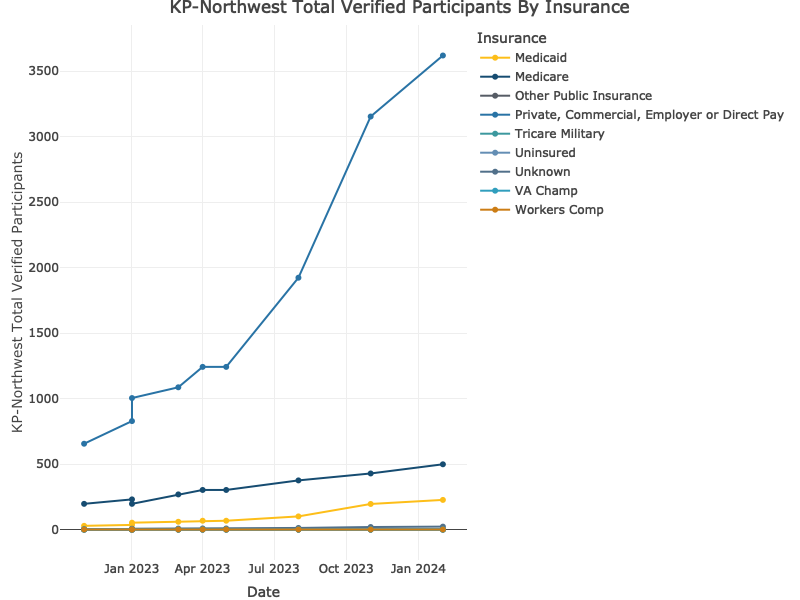 KP-Northwest Total Verified Participants By Insurance
Insurance
Medicaid
Medicare
Other Public Insurance
Private, Commercial, Employer or Direct Pay
Tricare Military
Uninsured
Unknown
VA Champ
Workers Comp
KP-Northwest Total Verified Participants
3500
3000
2500
2000
1500
1000
500
0
Jan 2023
Apr 2023
Jul 2023
Oct 2023
Jan 2024
Date